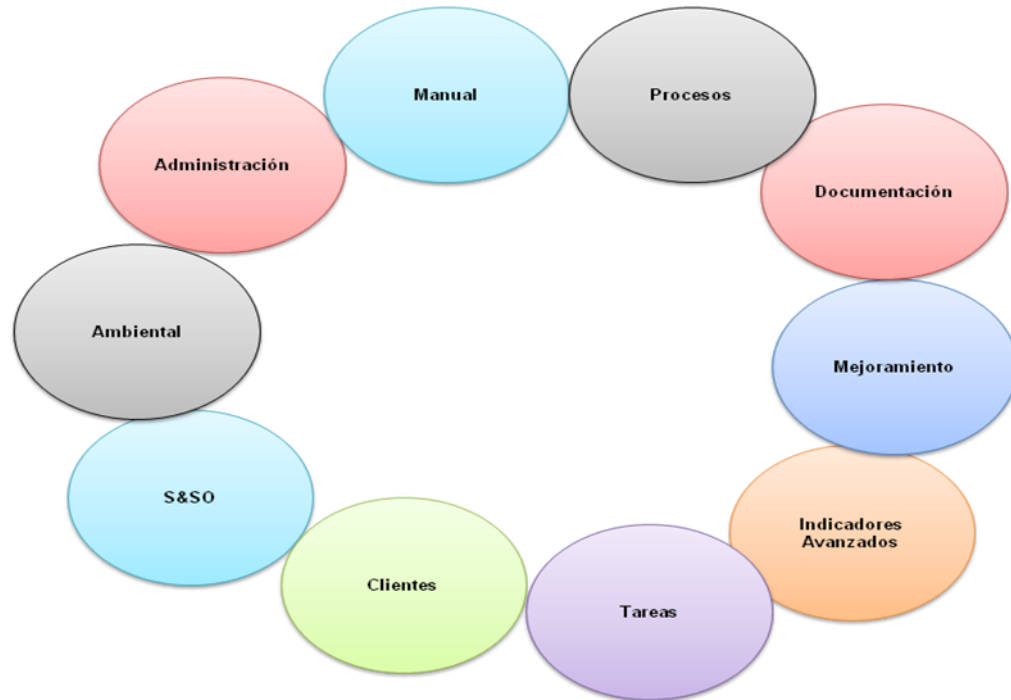 Manual
Procesos
Administración
Documentación
Ambiental
Mejoramiento
S&SO
Indicadores
Avanzados
Clientes
Tareas